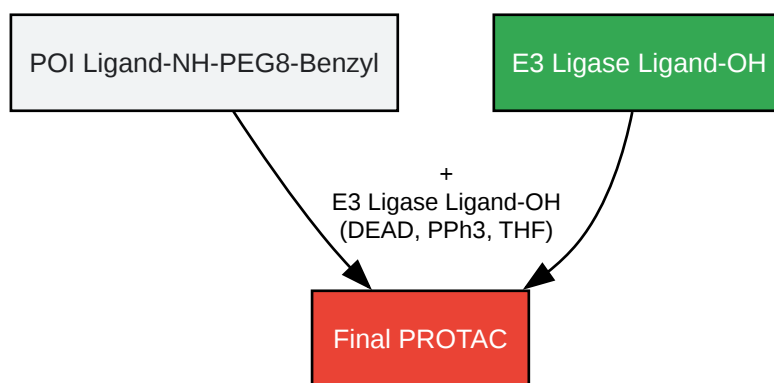 POI Ligand-NH-PEG8-Benzyl
E3 Ligase Ligand-OH
+
E3 Ligase Ligand-OH
(DEAD, PPh3, THF)
Final PROTAC